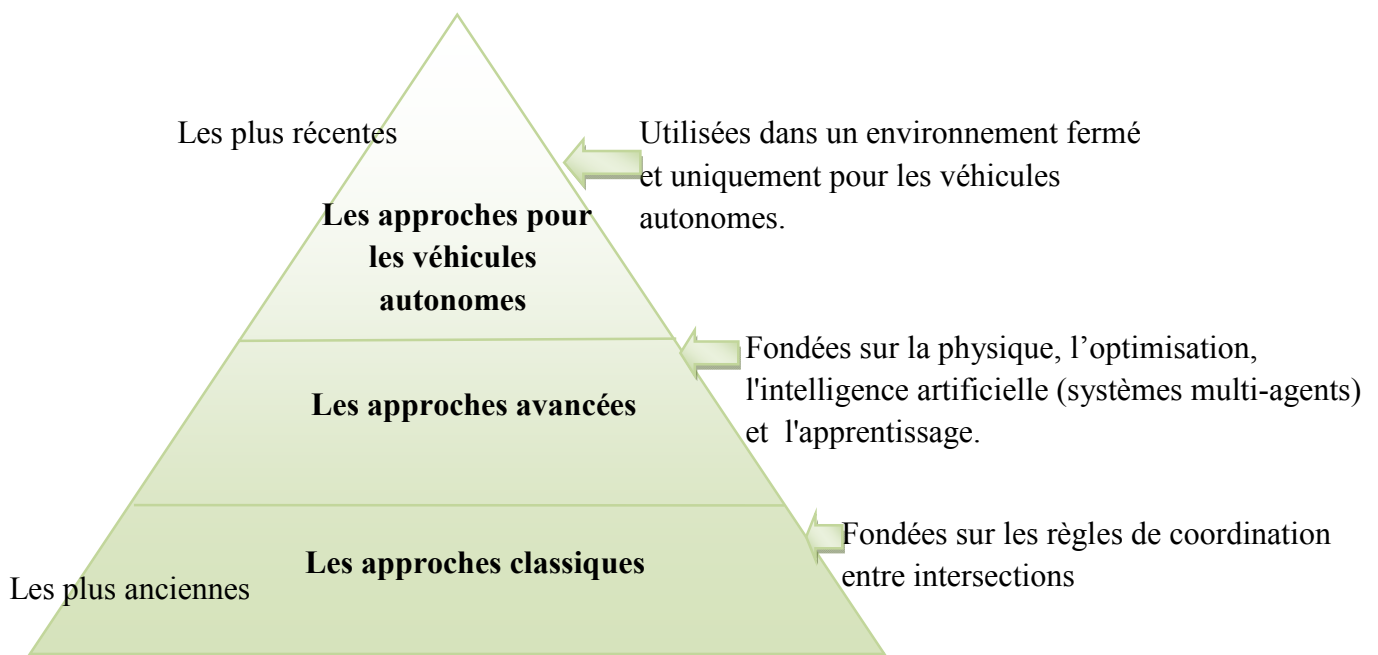 Les plus récentes
Utilisées dans un environnement fermé
et uniquement pour les véhicules
autonomes.
Les approches pour
les véhicules
autonomes
Fondées sur la physique, l’optimisation,
l'intelligence artificielle (systèmes multi-agents)
et l'apprentissage.
Les approches avancées
Fondées sur les règles de coordination
entre intersections
Les approches classiques
Les plus anciennes